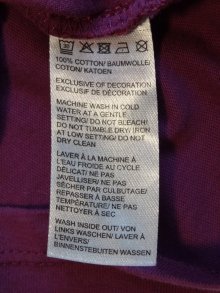 100% COTTON/ BAUMWOLLE/
COTON/ KATOEN
EXCLUSIVE OF DECORATION
EXCLUSIF DE DÉCORATION
MACHINE WASH IN COLD
WATER AT A GENTLE
SETTING/ DO NOT BLEACH/
DO NOT TUMBLE DRY/ IRON
AT LOW SETTING/ DO NOT
DRY CLEAN
LAVER À LA MACHINE À
L'EAU FROIDE AU CYCLE
DÉLICAT/ NE PAS
JAVELLISER/ NE PAS
SÉCHER PAR CULBUTAGE/
REPASSER À BASSE
TEMPÉRATURE/ NE PAS
NETTOYER À SEC
WASH INSIDE OUT/ VON
LINKS WASCHEN/ LAVER À
L'ENVERS/
BINNENSTEBUITEN WASSEN